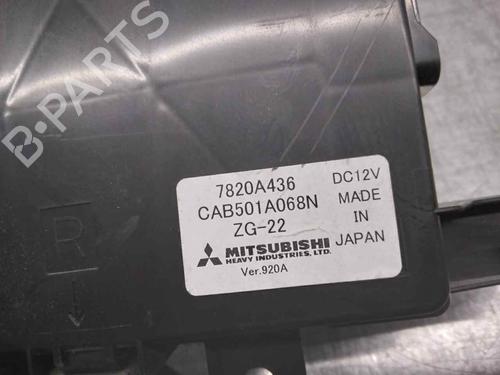 B-PARTS
R
7820A436
CAB501A068N
ZG-22
MITSUBISHI
HEAVY INDUSTRIES, LTD.
Ver.920A
DC12V
MADE
IN
JAPAN